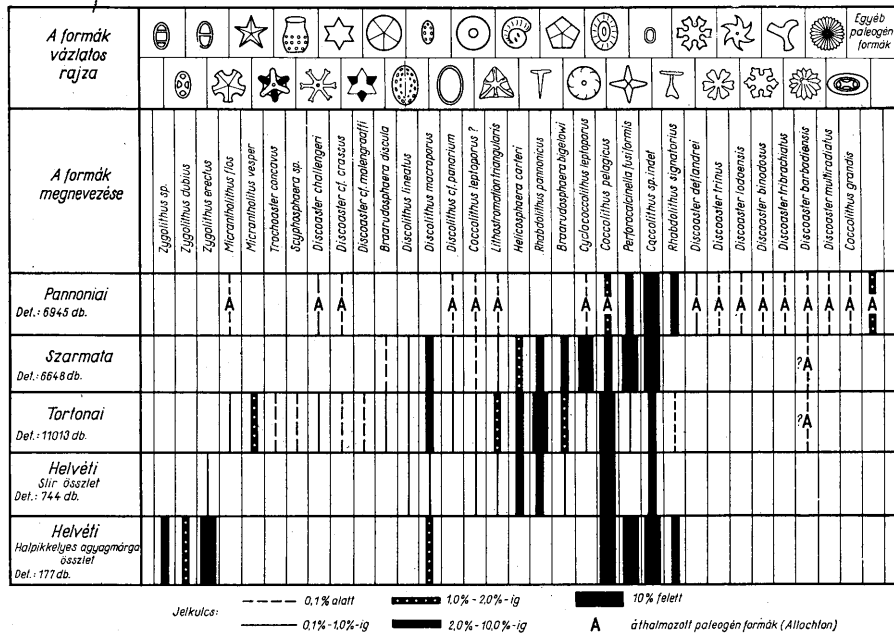 A formák
vázlatos
rajza
Egyéb
paleogén
formák
A formák
megnevezése
Zygolithus sp.
Zygolithus dubius
Zygolithus erectus
Micrantholithus flos
Micrantholithus vesper
Trochoaster concavus
Scyphosphaera sp.
Discoaster challengeri
Discoaster cf. crassus
Discoaster cf. molengraaffi
Braarudosphaera discula
Discolithus lineatus
Discolithus macroporus
Discolithus cf. panarium
Coccolithus leptoporus ?
Lithostromation triangularis
Helicosphaera carteri
Rhabdolithus pannonicus
Braarudosphaera bigelowi
Cyclococcolithus leptoporus
Coccolithus pelagicus
Perforocalcinella fusiformis
Coccolithus sp. indet
Rhabdolithus signatorius
Discoaster deflandrei
Discoaster trinus
Discoaster lodoensis
Discoaster binodosus
Discoaster tribrachiatus
Discoaster barbadiensis
Discoaster multiradiatus
Coccolithus grandis
Pannoniai
Det.: 6945 db.
A A A A A A A A A A A A A A A A A A
Szarmata
Det.: 6648 db.
?A
Tortonai
Det.: 11013 db.
?A
Helvéti
Slir összlet
Det.: 744 db.
Helvéti
Halpikkelyes agyagmárga
összlet
Det.: 177 db.
Jelkulcs:
0,1% alatt
1,0% - 2,0%-ig
10% felett
0,1% - 1,0%-ig
2,0% - 10,0%-ig
A áthalmozott paleogén formák (Allochton)